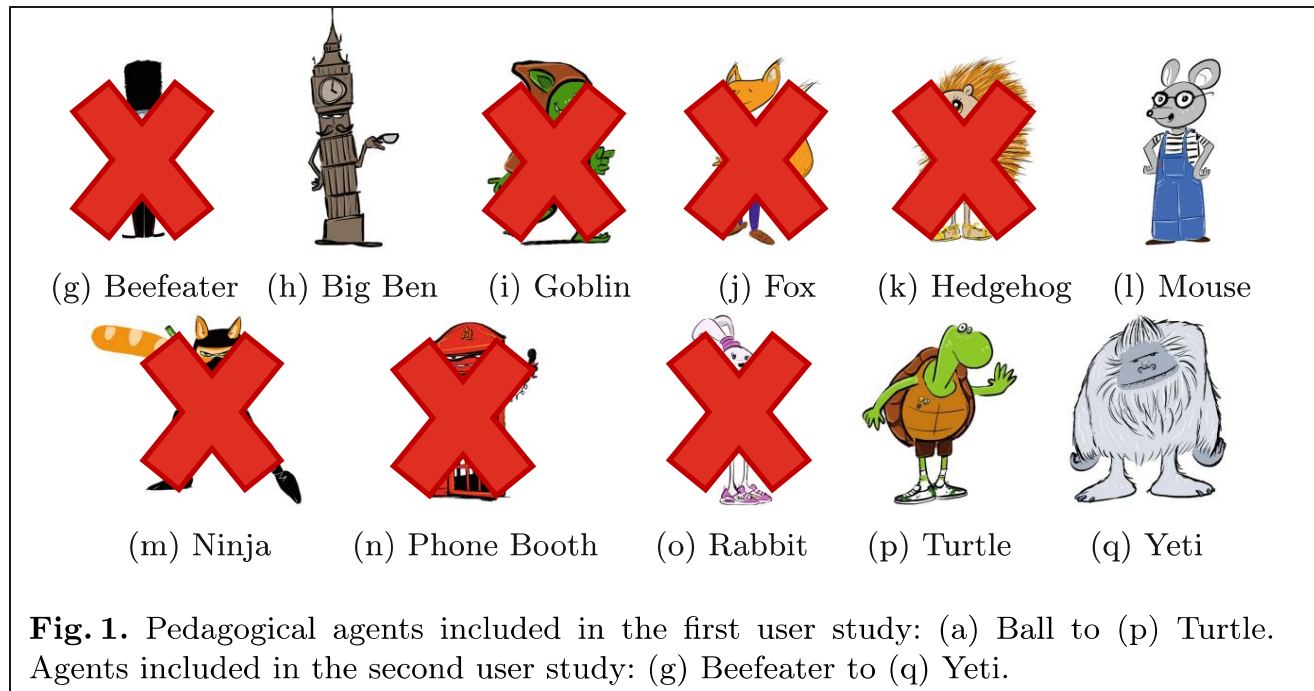 (g) Beefeater (h) Big Ben (i) Goblin (j) Fox (k) Hedgehog (l) Mouse
(m) Ninja (n) Phone Booth (o) Rabbit (p) Turtle (q) Yeti
Fig. 1. Pedagogical agents included in the first user study: (a) Ball to (p) Turtle.
Agents included in the second user study: (g) Beefeater to (q) Yeti.